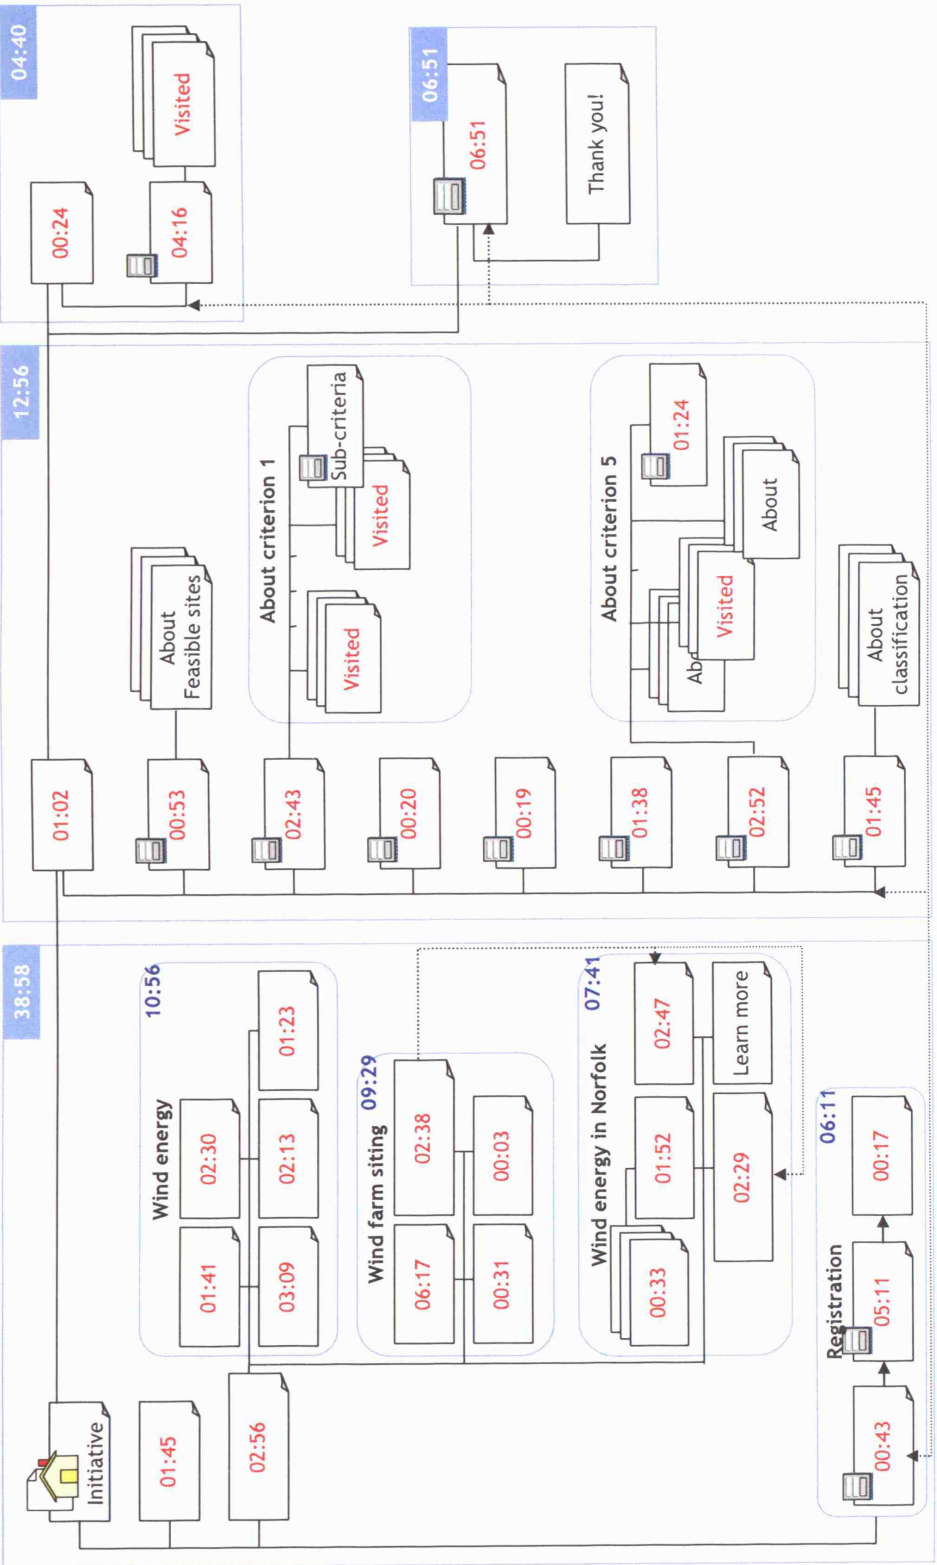 38:58
Initiative
01:45
02:56
Wind energy
10:56
01:41
02:30
03:09
02:13
01:23
Wind farm siting
09:29
06:17
02:38
00:31
00:03
Wind energy in Norfolk
07:41
00:33
01:52
02:47
02:29
Learn more
Registration
06:11
00:43
05:11
00:17
12:56
01:02
00:53
About
Feasible sites
02:43
About criterion 1
Visited
Visited
Sub-criteria
00:20
00:19
01:38
02:52
About criterion 5
Abo
Visited
About
01:24
01:45
About
classification
04:40
00:24
04:16
Visited
06:51
06:51
Thank you!